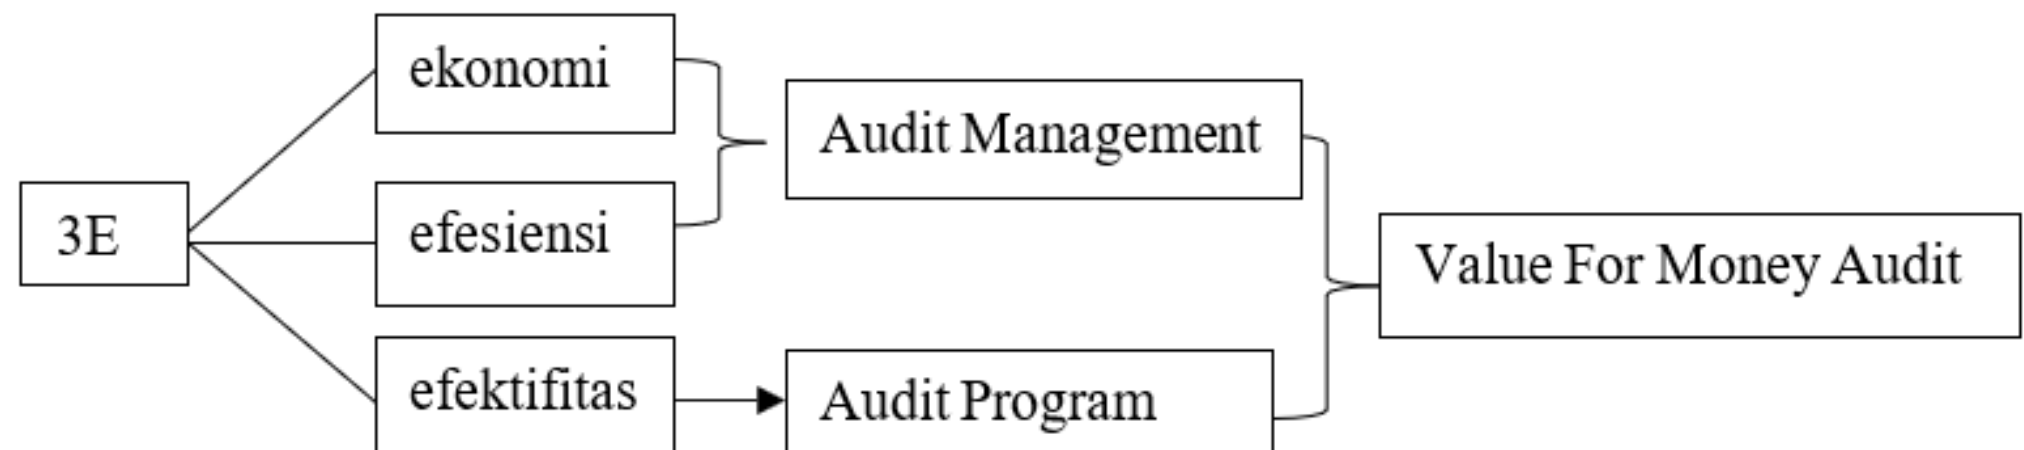 3E
ekonomi
efesiensi
efektifitas
Audit Management
Audit Program
Value For Money Audit